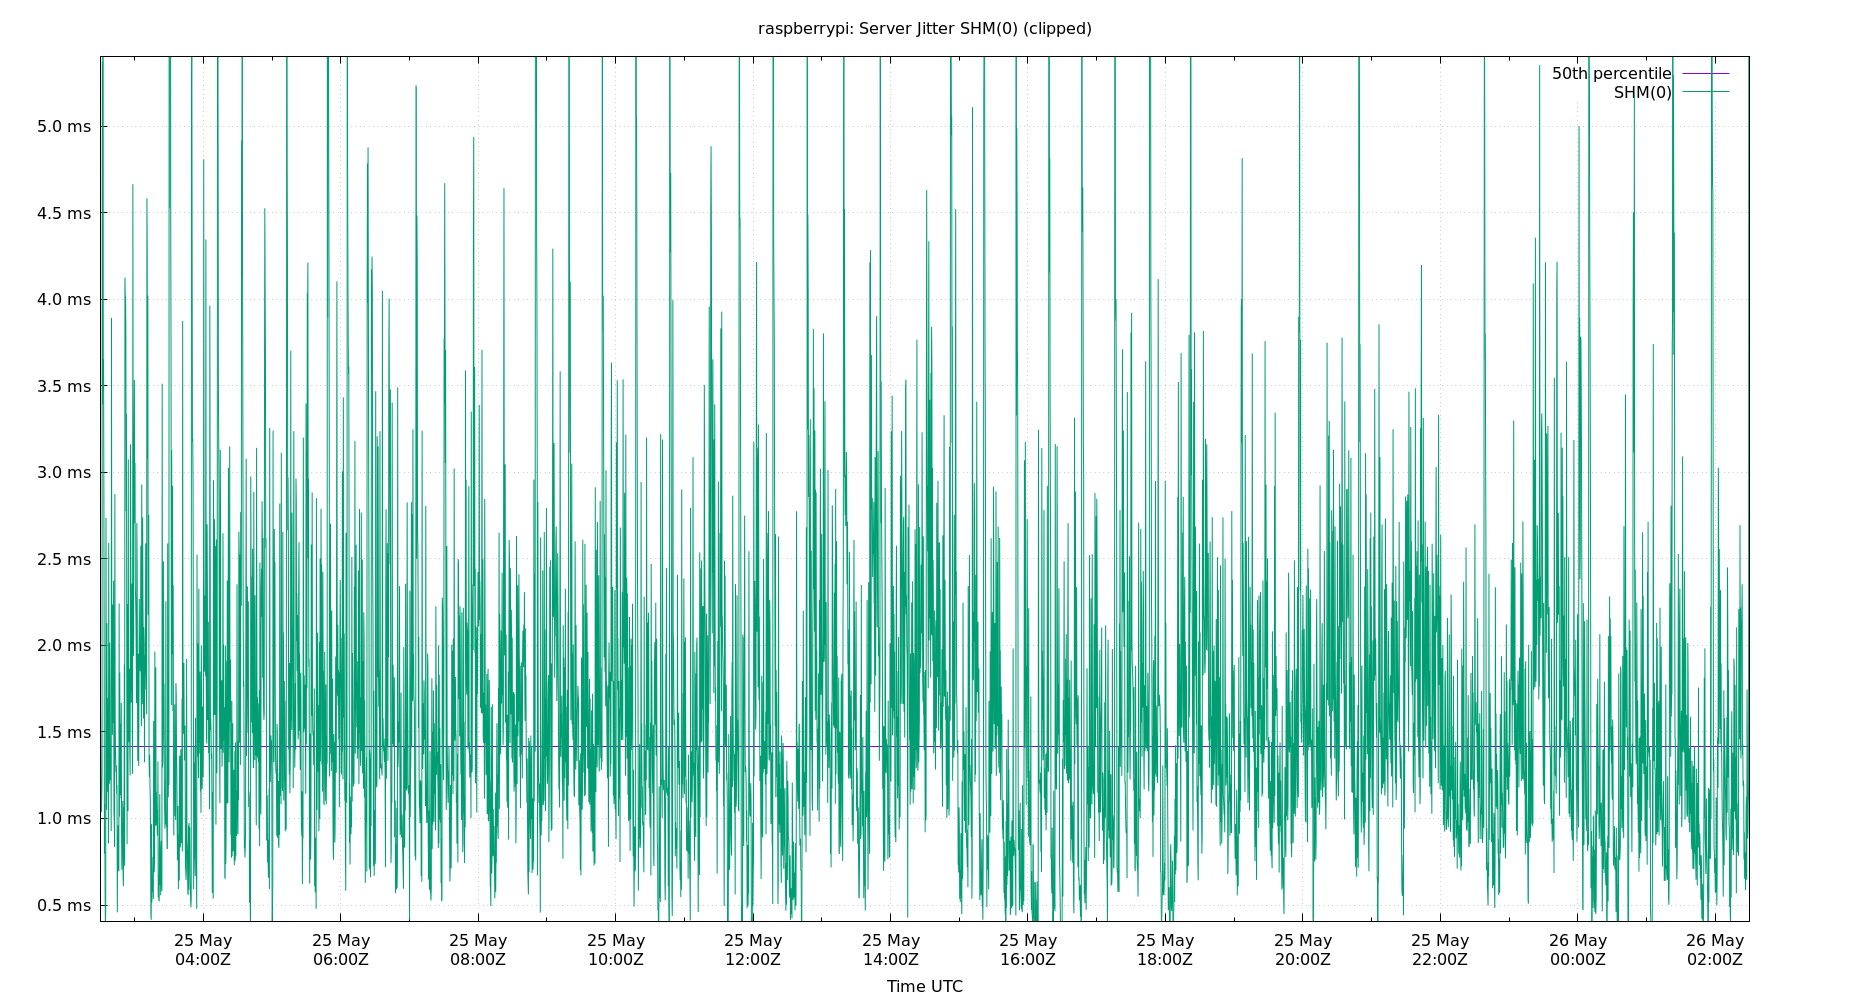 raspberrypi: Server Jitter SHM(0) (clipped)
50th percentile
SHM(0)
5.0 ms
4.5 ms
4.0 ms
3.5 ms
3.0 ms
2.5 ms
2.0 ms
1.5 ms
1.0 ms
0.5 ms
25 May 25 May 25 May 25 May 25 May 25 May 25 May 25 May 25 May 25 May 26 May 26 May
04:00Z 06:00Z 08:00Z 10:00Z 12:00Z 14:00Z 16:00Z 18:00Z 20:00Z 22:00Z 00:00Z 02:00Z
Time UTC